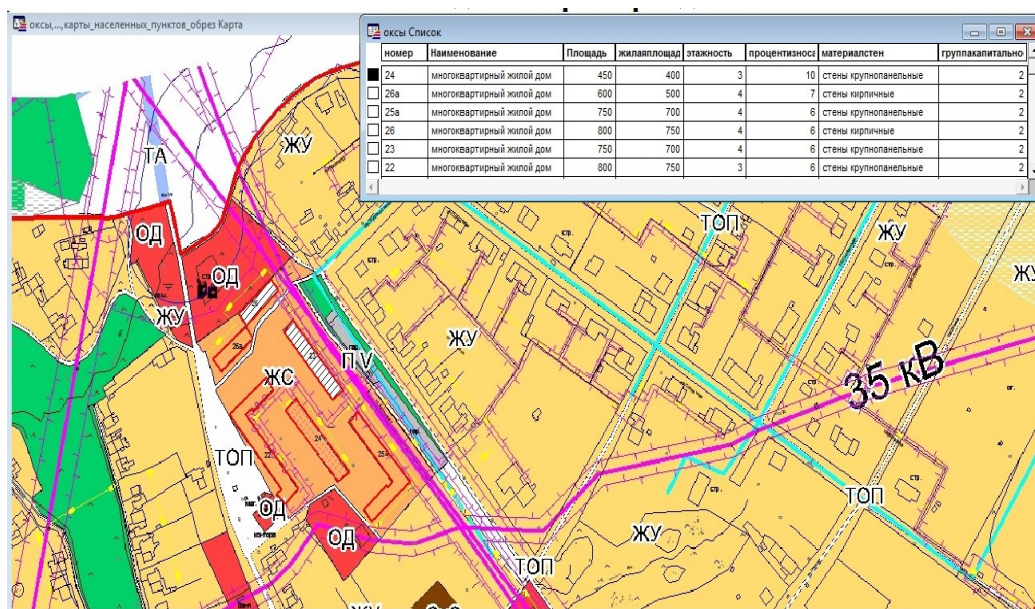 оксы,...,карты_населенных_пунктов_обрез Карта
оксы Список
номер Наименование Площадь жилаяплощад этажность процентизноса материалстен группакапитально
24 многоквартирный жилой дом 450 400 3 10 стены крупнопанельные 2
26а многоквартирный жилой дом 600 500 4 7 стены кирпичные 2
25а многоквартирный жилой дом 750 700 4 6 стены крупнопанельные 2
26 многоквартирный жилой дом 800 750 4 6 стены кирпичные 2
23 многоквартирный жилой дом 750 700 4 6 стены крупнопанельные 2
22 многоквартирный жилой дом 800 750 3 6 стены крупнопанельные 2
ЖУ
ТА
ТОП
ЖУ
ОД
ОД
ЖУ
ЖУ
ЖУ
26а
П.V
35 кВ
ЖС
24
22
25а
ТОП
ТОП
ОД
ОД
ЖУ
ТОП
ЖУ